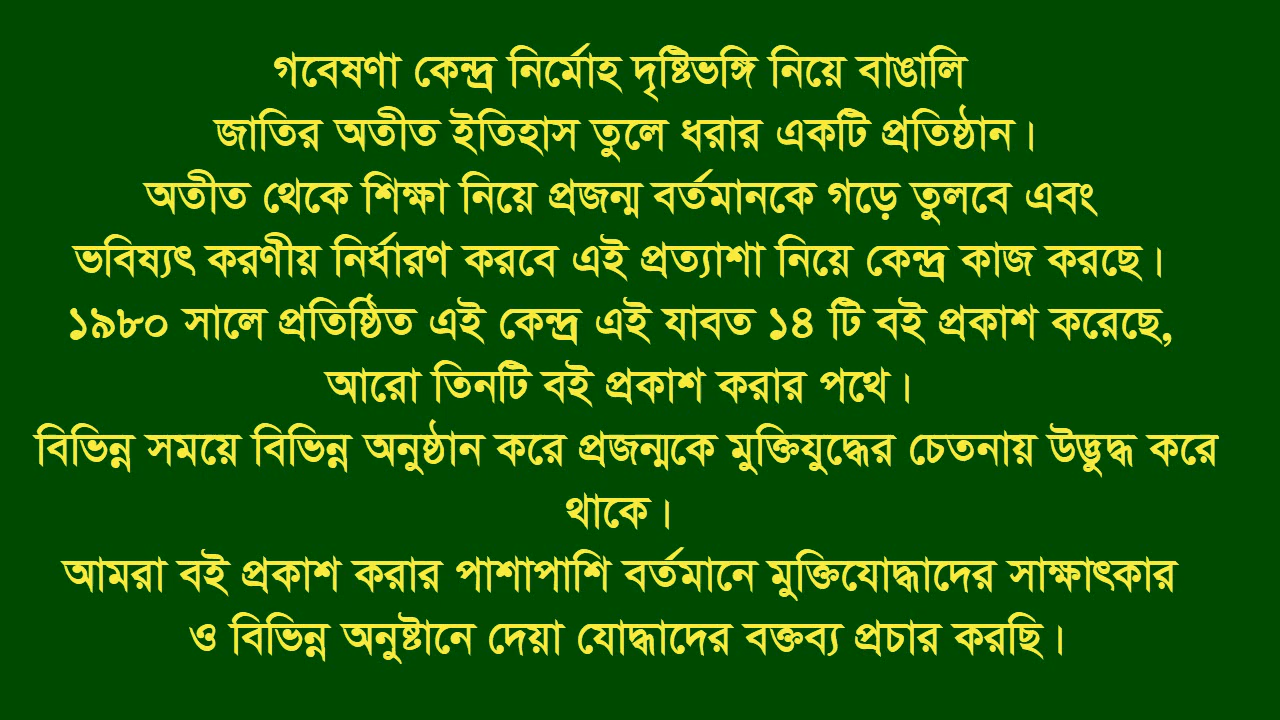 গবেষণা কেন্দ্র নির্মোহ দৃষ্টিভঙ্গি নিয়ে বাঙালি
জাতির অতীত ইতিহাস তুলে ধরার একটি প্রতিষ্ঠান।
অতীত থেকে শিক্ষা নিয়ে প্রজন্ম বর্তমানকে গড়ে তুলবে এবং
ভবিষ্যৎ করণীয় নির্ধারণ করবে এই প্রত্যাশা নিয়ে কেন্দ্র কাজ করছে।
১৯৮০ সালে প্রতিষ্ঠিত এই কেন্দ্র এই যাবত ১৪ টি বই প্রকাশ করেছে,
আরো তিনটি বই প্রকাশ করার পথে।
বিভিন্ন সময়ে বিভিন্ন অনুষ্ঠান করে প্রজন্মকে মুক্তিযুদ্ধের চেতনায় উদ্ভুদ্ধ করে
থাকে।
আমরা বই প্রকাশ করার পাশাপাশি বর্তমানে মুক্তিযোদ্ধাদের সাক্ষাৎকার
ও বিভিন্ন অনুষ্টানে দেয়া যোদ্ধাদের বক্তব্য প্রচার করছি।